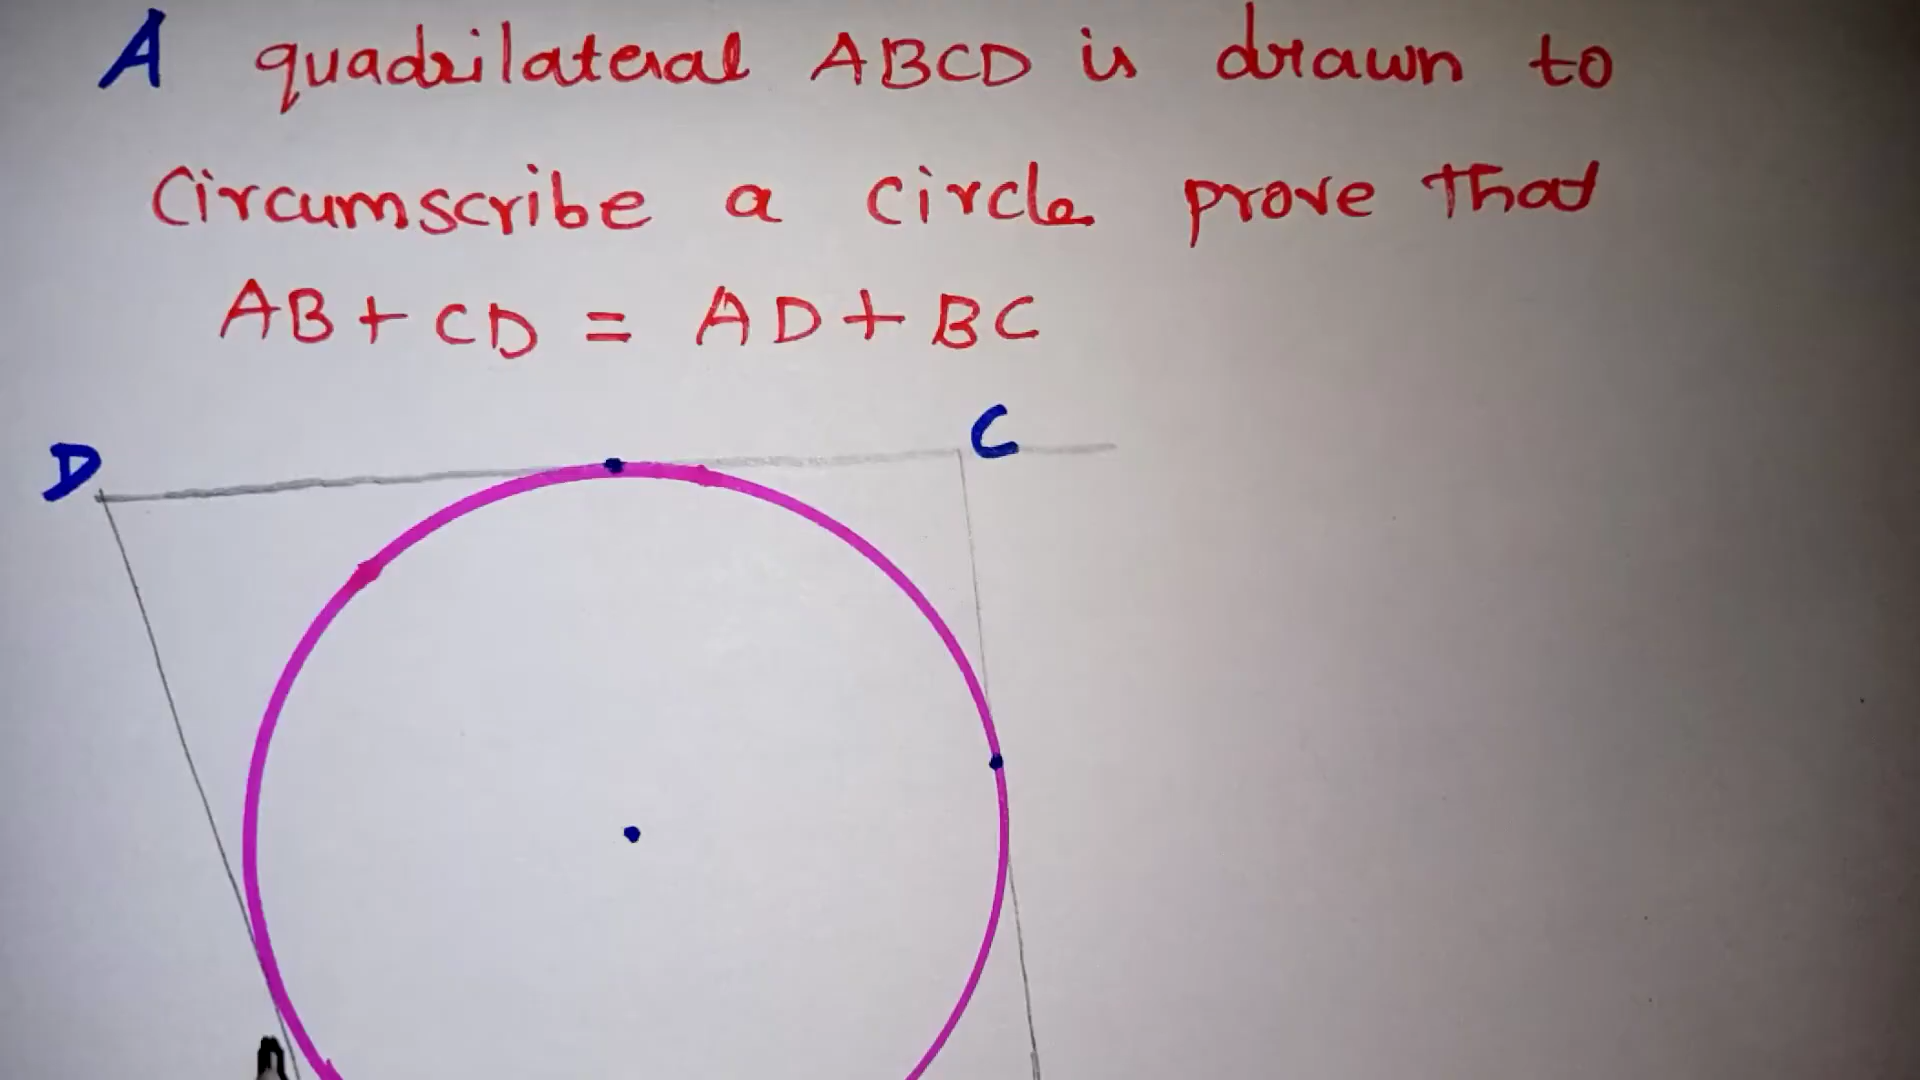 A quadrilateral ABCD is drawn to
Circumscribe a circle prove that
AB + CD = AD + BC
D
C